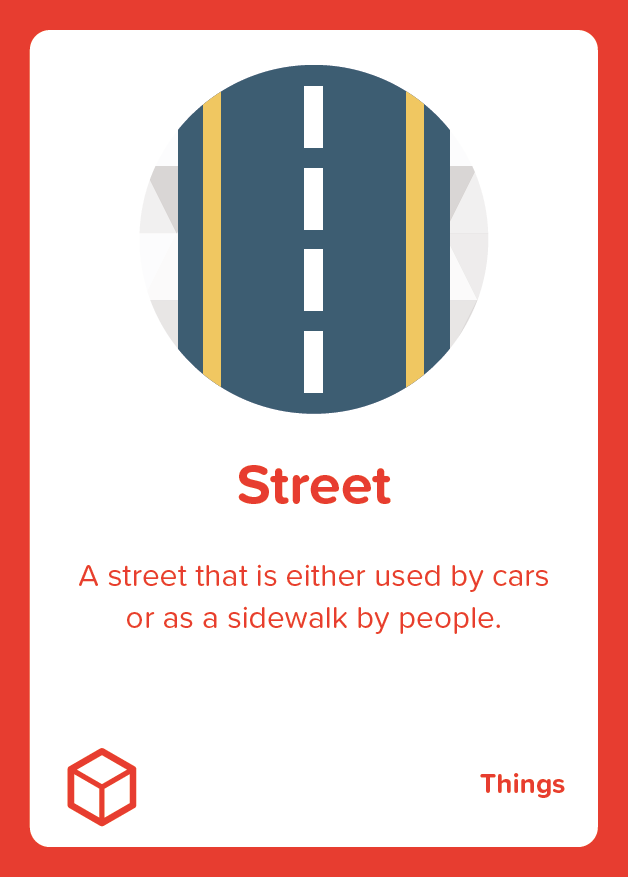 Street
A street that is either used by cars
or as a sidewalk by people.
Things